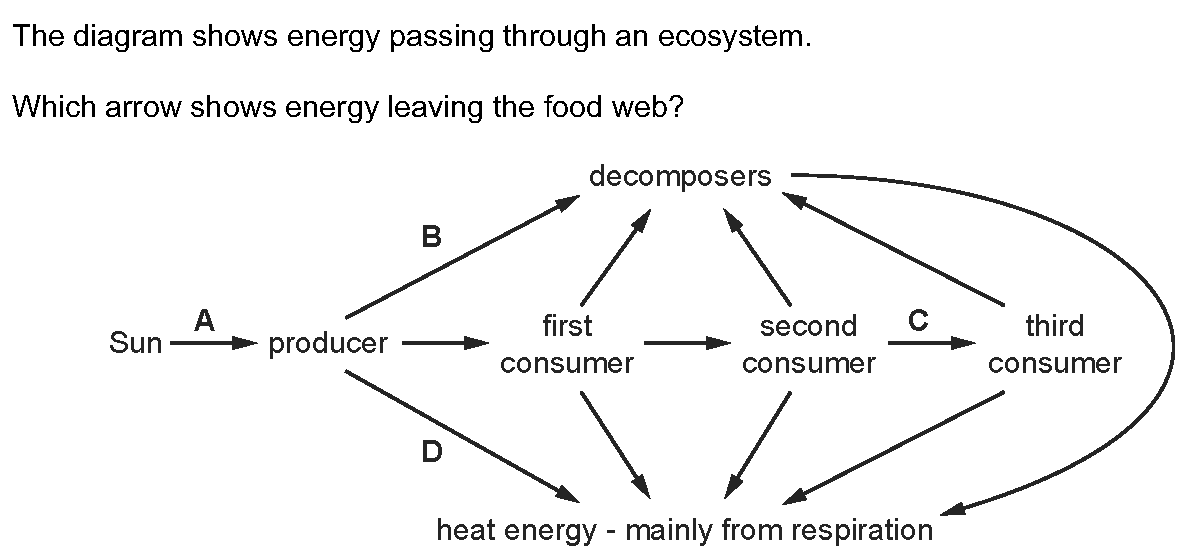 The diagram shows energy passing through an ecosystem.
Which arrow shows energy leaving the food web?
decomposers
B
A
Sun
producer
first
consumer
second
consumer
C
third
consumer
D
heat energy - mainly from respiration